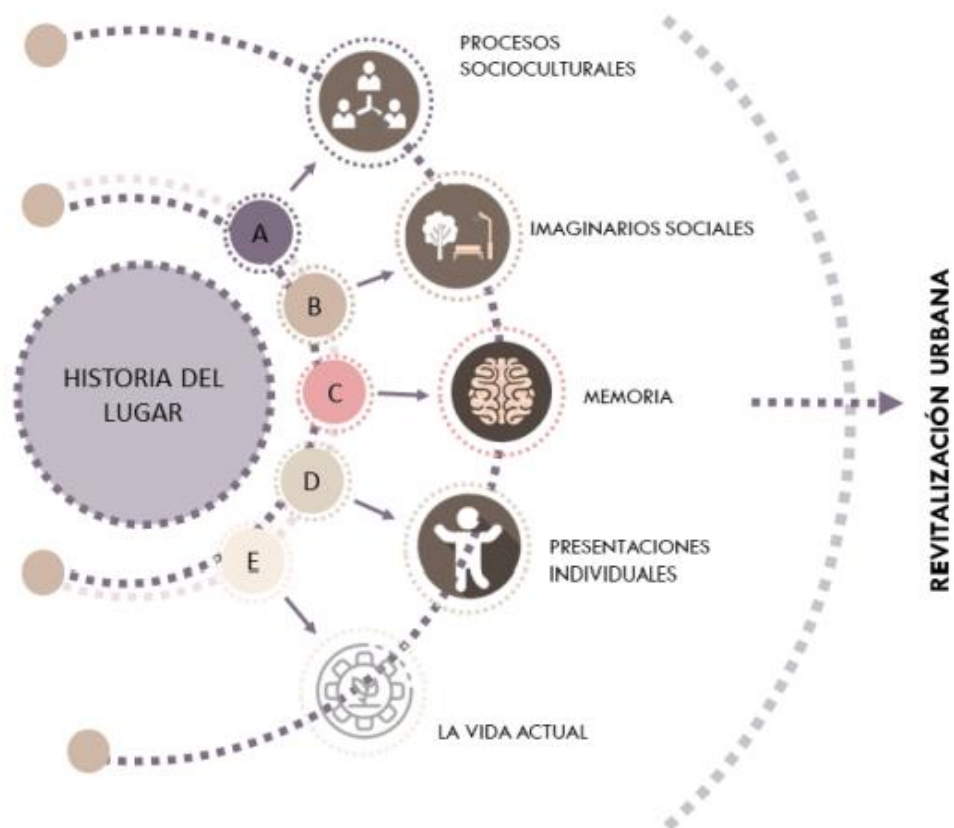 PROCESOS
SOCIOCULTURALES
A
IMAGINARIOS SOCIALES
B
HISTORIA DEL
LUGAR
C
MEMORIA
D
PRESENTACIONES
INDIVIDUALES
E
LA VIDA ACTUAL
REVITALIZACIÓN URBANA